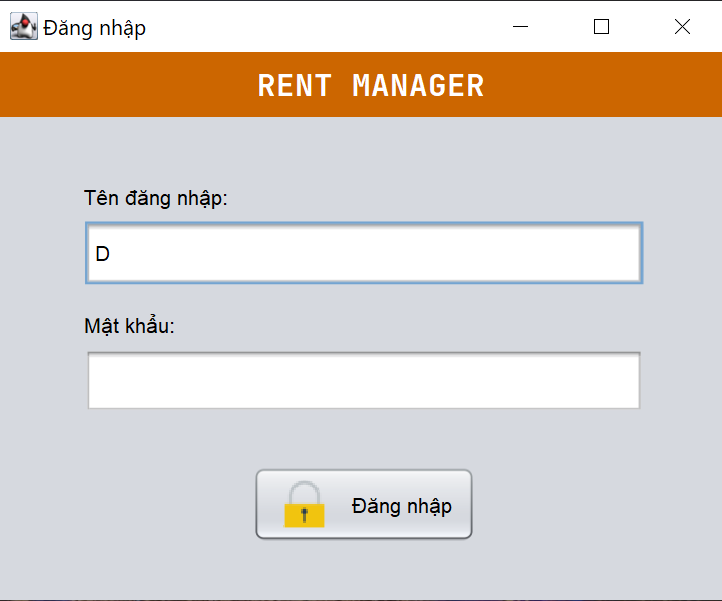 Đăng nhập
RENT MANAGER
Tên đăng nhập:
D
Mật khẩu:
Đăng nhập